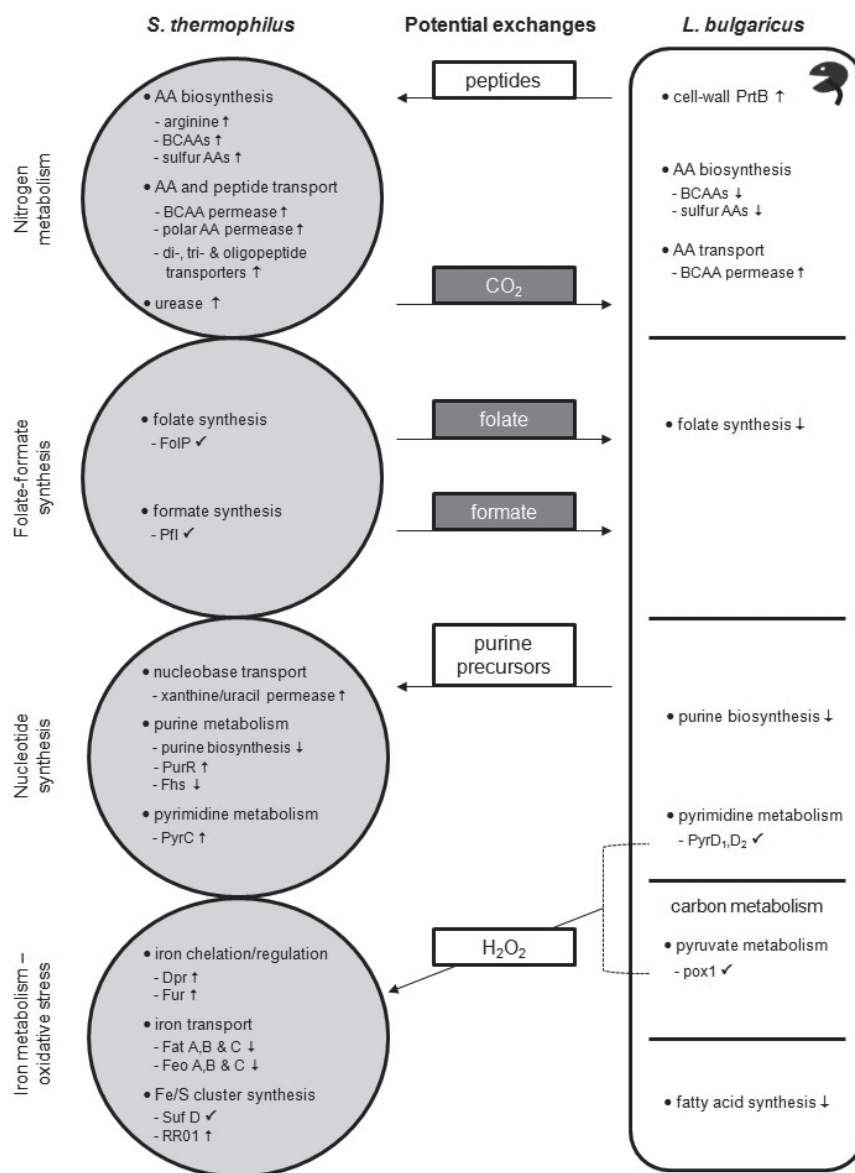 S. thermophilus
Potential exchanges
L. bulgaricus
Nitrogen
metabolism
• AA biosynthesis
- arginine ↑
- BCAAs ↑
- sulfur AAs ↑
• AA and peptide transport
- BCAA permease ↑
- polar AA permease ↑
- di-, tri- & oligopeptide
transporters ↑
• urease ↑
peptides
CO₂
• cell-wall PrtB ↑
• AA biosynthesis
- BCAAs ↓
- sulfur AAs ↓
• AA transport
- BCAA permease ↑
Folate-formate
synthesis
• folate synthesis
- FolP ✓
• formate synthesis
- Pfl ✓
folate
formate
• folate synthesis ↓
Nucleotide
synthesis
• nucleobase transport
- xanthine/uracil permease ↑
• purine metabolism
- purine biosynthesis ↓
- PurR ↑
- Fhs ↓
• pyrimidine metabolism
- PyrC ↑
purine
precursors
• purine biosynthesis ↓
• pyrimidine metabolism
- PyrD₁,D₂ ✓
Iron metabolism –
oxidative stress
• iron chelation/regulation
- Dpr ↑
- Fur ↑
• iron transport
- Fat A,B & C ↓
- Feo A,B & C ↓
• Fe/S cluster synthesis
- Suf D ✓
- RR01 ↑
H₂O₂
carbon metabolism
• pyruvate metabolism
- pox1 ✓
• fatty acid synthesis ↓